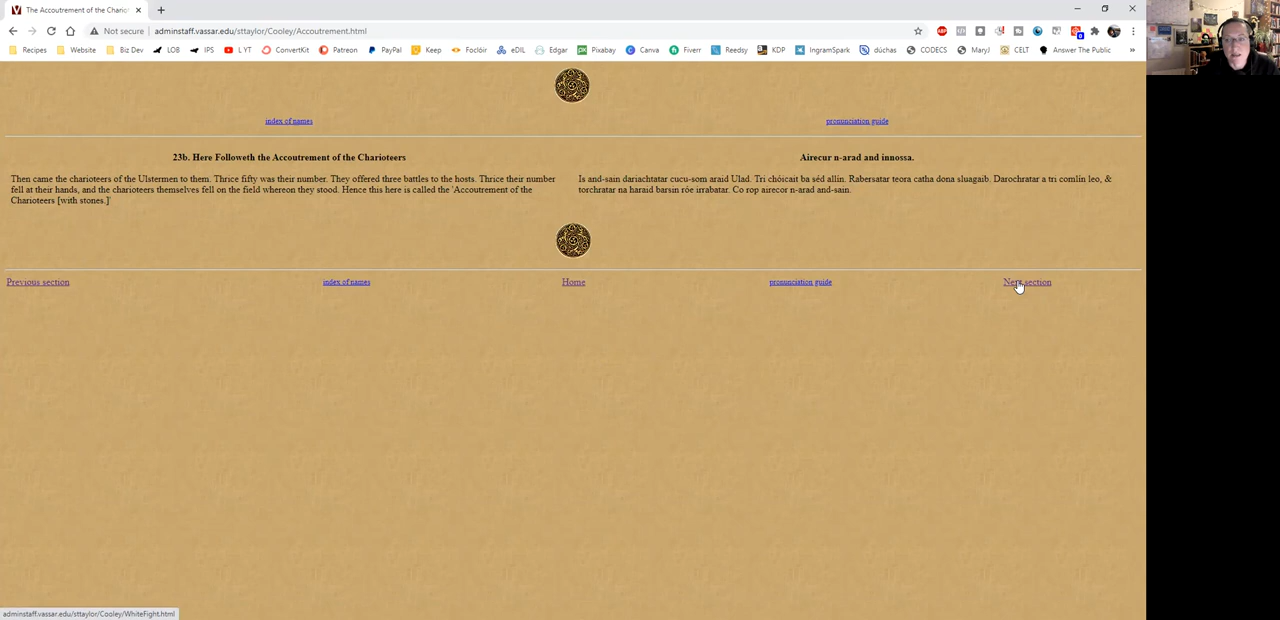 The Accoutrement of the Chario
Not secure
adminstaff.vassar.edu/sttaylor/Cooley/Accoutrement.html
Recipes Website Biz Dev LOB IPS L YT ConvertKit Patreon PayPal Keep Foclóir eDIL Edgar Pixabay Canva Fiverr Reedsy KDP IngramSpark dúchas CODECS MaryJ CELT Answer The Public »
index of names
pronunciation guide
23b. Here Followeth the Accoutrement of the Charioteers
Then came the charioteers of the Ulstermen to them. Thrice fifty was their number. They offered three battles to the hosts. Thrice their number
fell at their hands, and the charioteers themselves fell on the field whereon they stood. Hence this here is called the 'Accoutrement of the
Charioteers [with stones.]'
Airecur n-arad and innossa.
Is and-sain dariachtatar cucu-som araid Ulad. Tri chóicait ba séd allín. Rabersatar teora catha dona sluagaib. Darochratar a tri comlín leo, &
torchratar na haraid barsin róe irrabatar. Co rop airecor n-arad and-sain.
Previous section
index of names
Home
pronunciation guide
Next section
adminstaff.vassar.edu/sttaylor/Cooley/WhiteFight.html